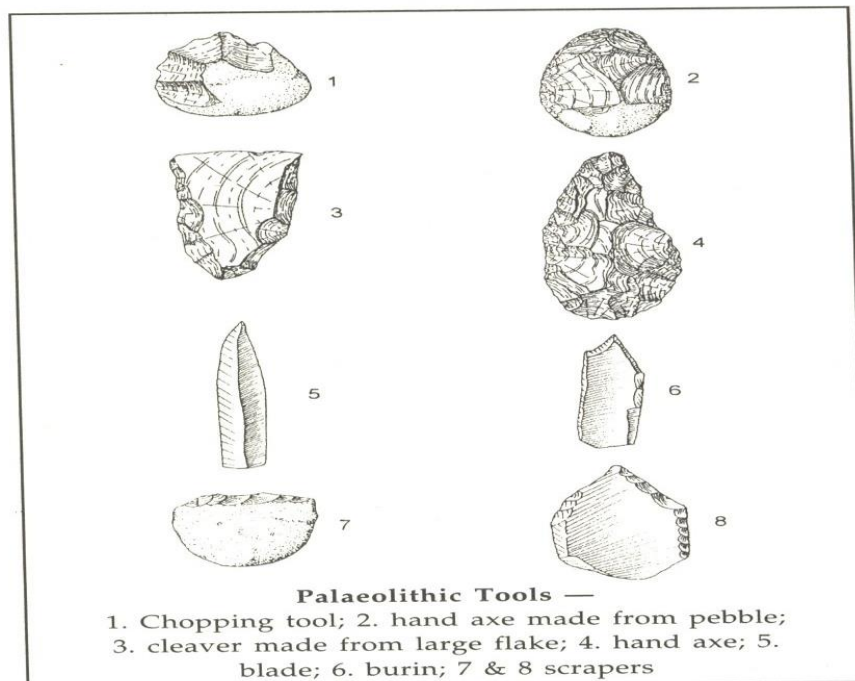 1
2
3
4
5
6
7
8
Palaeolithic Tools —
1. Chopping tool; 2. hand axe made from pebble;
3. cleaver made from large flake; 4. hand axe; 5.
blade; 6. burin; 7 & 8 scrapers